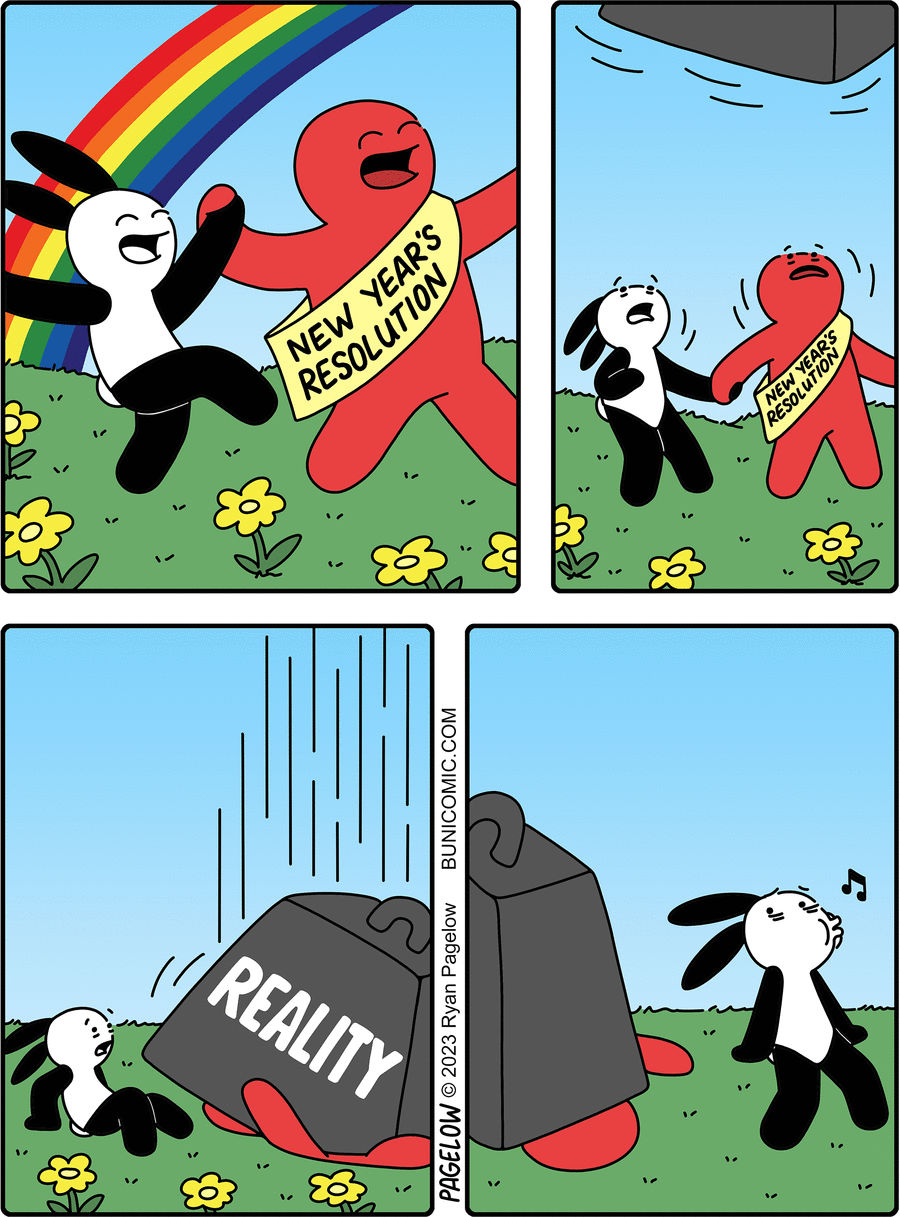 NEW YEAR'S
RESOLUTION
NEW YEAR'S
RESOLUTION
REALITY
PAGELOW © 2023 Ryan Pagelow BUNICOMIC.COM